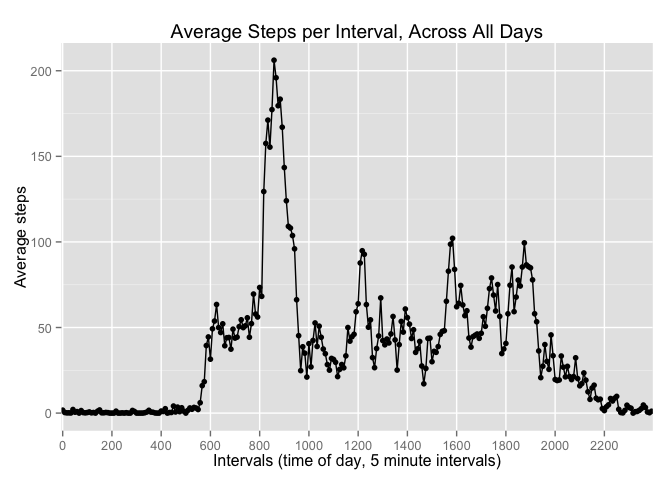 Average Steps per Interval, Across All Days
200
150
100
50
0
Average steps
0 200 400 600 800 1000 1200 1400 1600 1800 2000 2200
Intervals (time of day, 5 minute intervals)